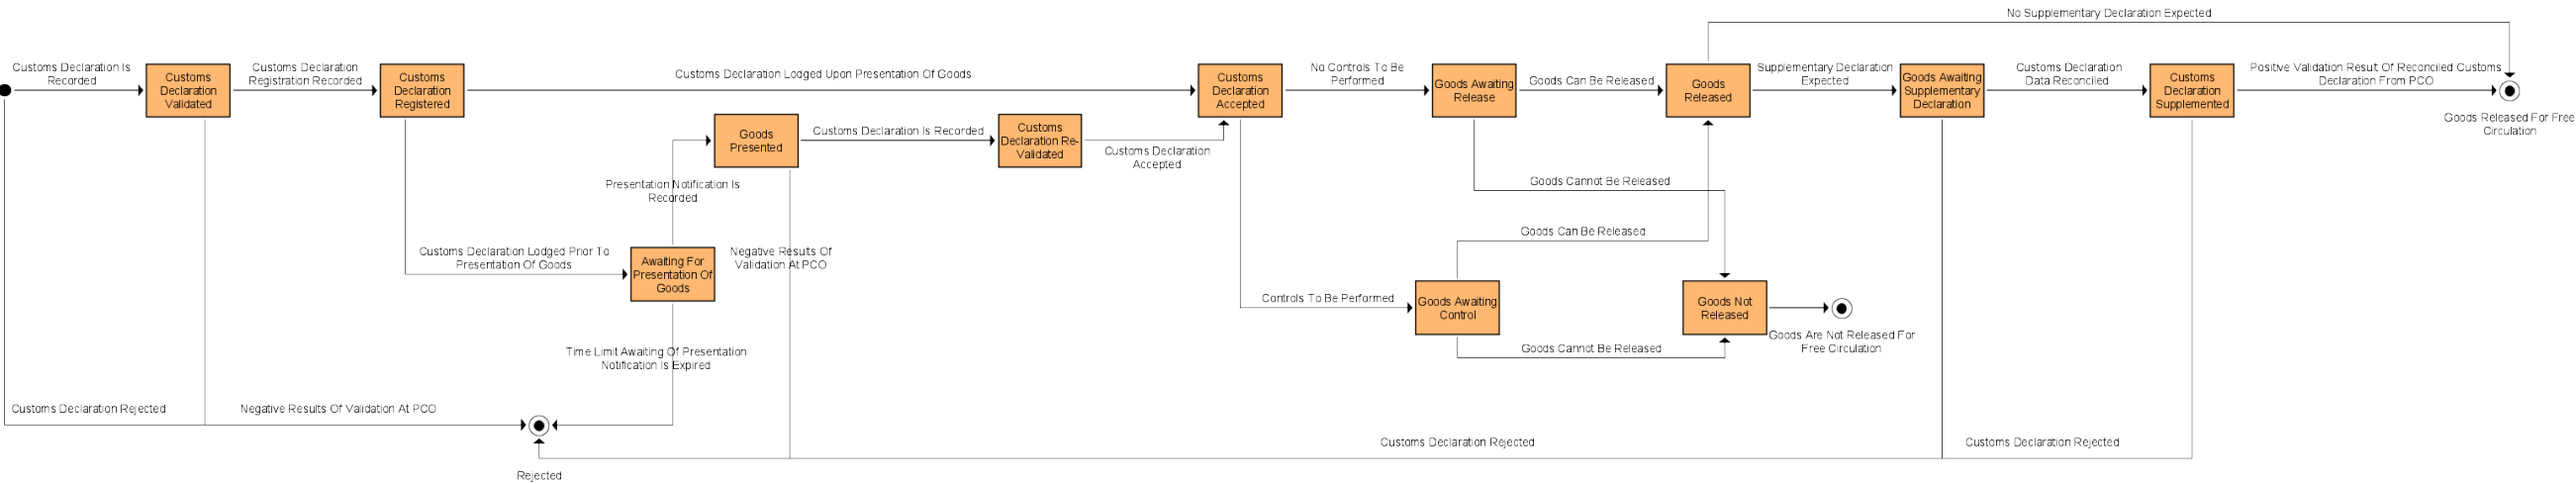 No Supplementary Declaration Expected
Customs Declaration Is
Recorded
Customs
Declaration
Validated
Customs Declaration
Registration Recorded
Customs
Declaration
Registered
Customs Declaration Lodged Upon Presentation Of Goods
Customs
Declaration
Accepted
No Controls To Be
Performed
Goods Awaiting
Release
Goods Can Be Released
Goods
Released
Supplementary Declaration
Expected
Goods Awaiting
Supplementary
Declaration
Customs Declaration
Data Reconciled
Customs
Declaration
Supplemented
Positive Validation Result Of Reconciled Customs
Declaration From PCO
Goods Released For Free
Circulation
Goods
Presented
Customs Declaration Is Recorded
Customs
Declaration Re-
Validated
Customs Declaration
Accepted
Presentation Notification Is
Recorded
Goods Cannot Be Released
Goods Can Be Released
Customs Declaration Lodged Prior To
Presentation Of Goods
Awaiting For
Presentation Of
Goods
Negative Results Of
Validation At PCO
Controls To Be Performed
Goods Awaiting
Control
Goods Not
Released
Goods Are Not Released For
Free Circulation
Goods Cannot Be Released
Time Limit Awaiting Of Presentation
Notification Is Expired
Customs Declaration Rejected
Negative Results Of Validation At PCO
Customs Declaration Rejected
Customs Declaration Rejected
Rejected